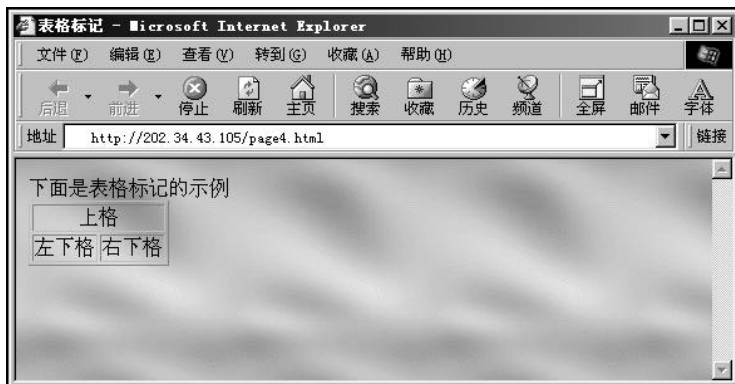 表格标记 - Microsoft Internet Explorer
文件(F) 编辑(E) 查看(V) 转到(G) 收藏(A) 帮助(H)
后退 前进 停止 刷新 主页 搜索 收藏 历史 频道 全屏 邮件 字体
地址 http://202.34.43.105/page4.html 链接
下面是表格标记的示例
上格
左下格 右下格